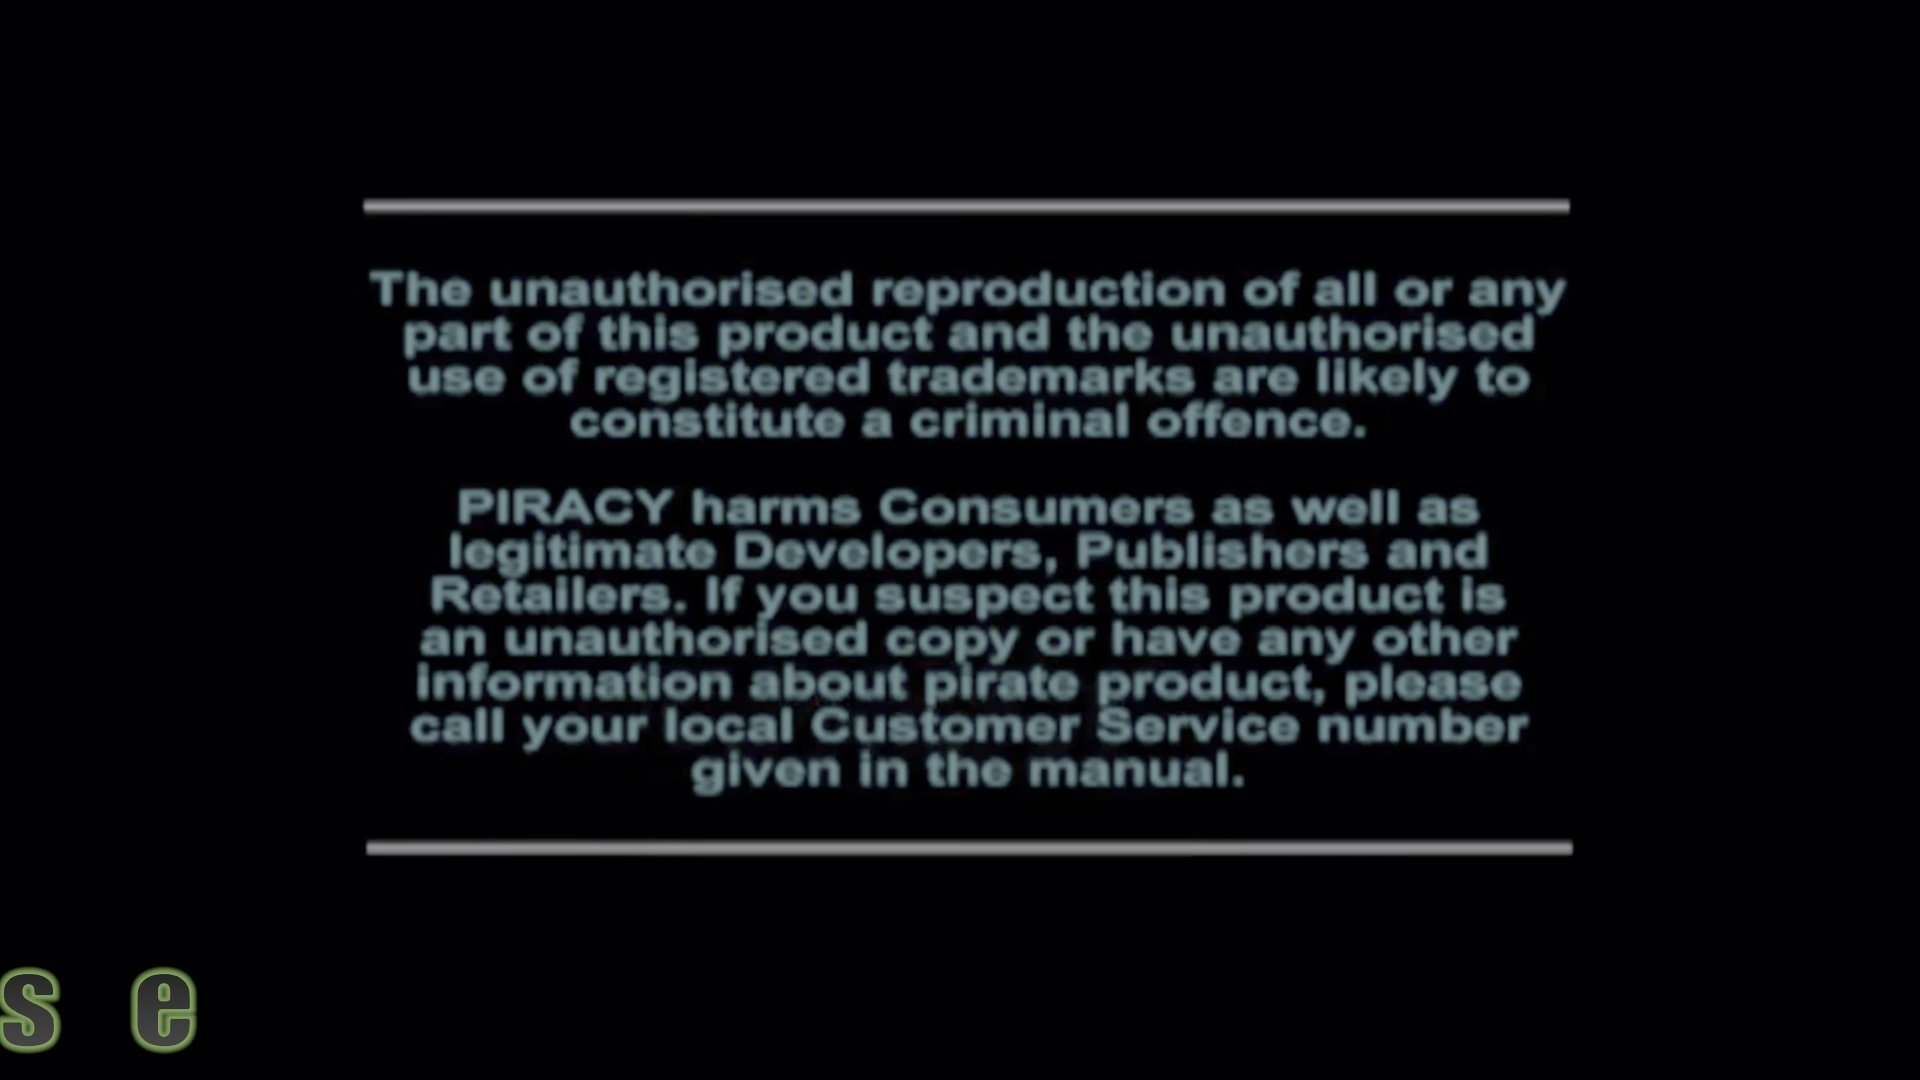 The unauthorised reproduction of all or any
part of this product and the unauthorised
use of registered trademarks are likely to
constitute a criminal offence.
PIRACY harms Consumers as well as
legitimate Developers, Publishers and
Retailers. If you suspect this product is
an unauthorised copy or have any other
information about pirate product, please
call your local Customer Service number
given in the manual.
s e